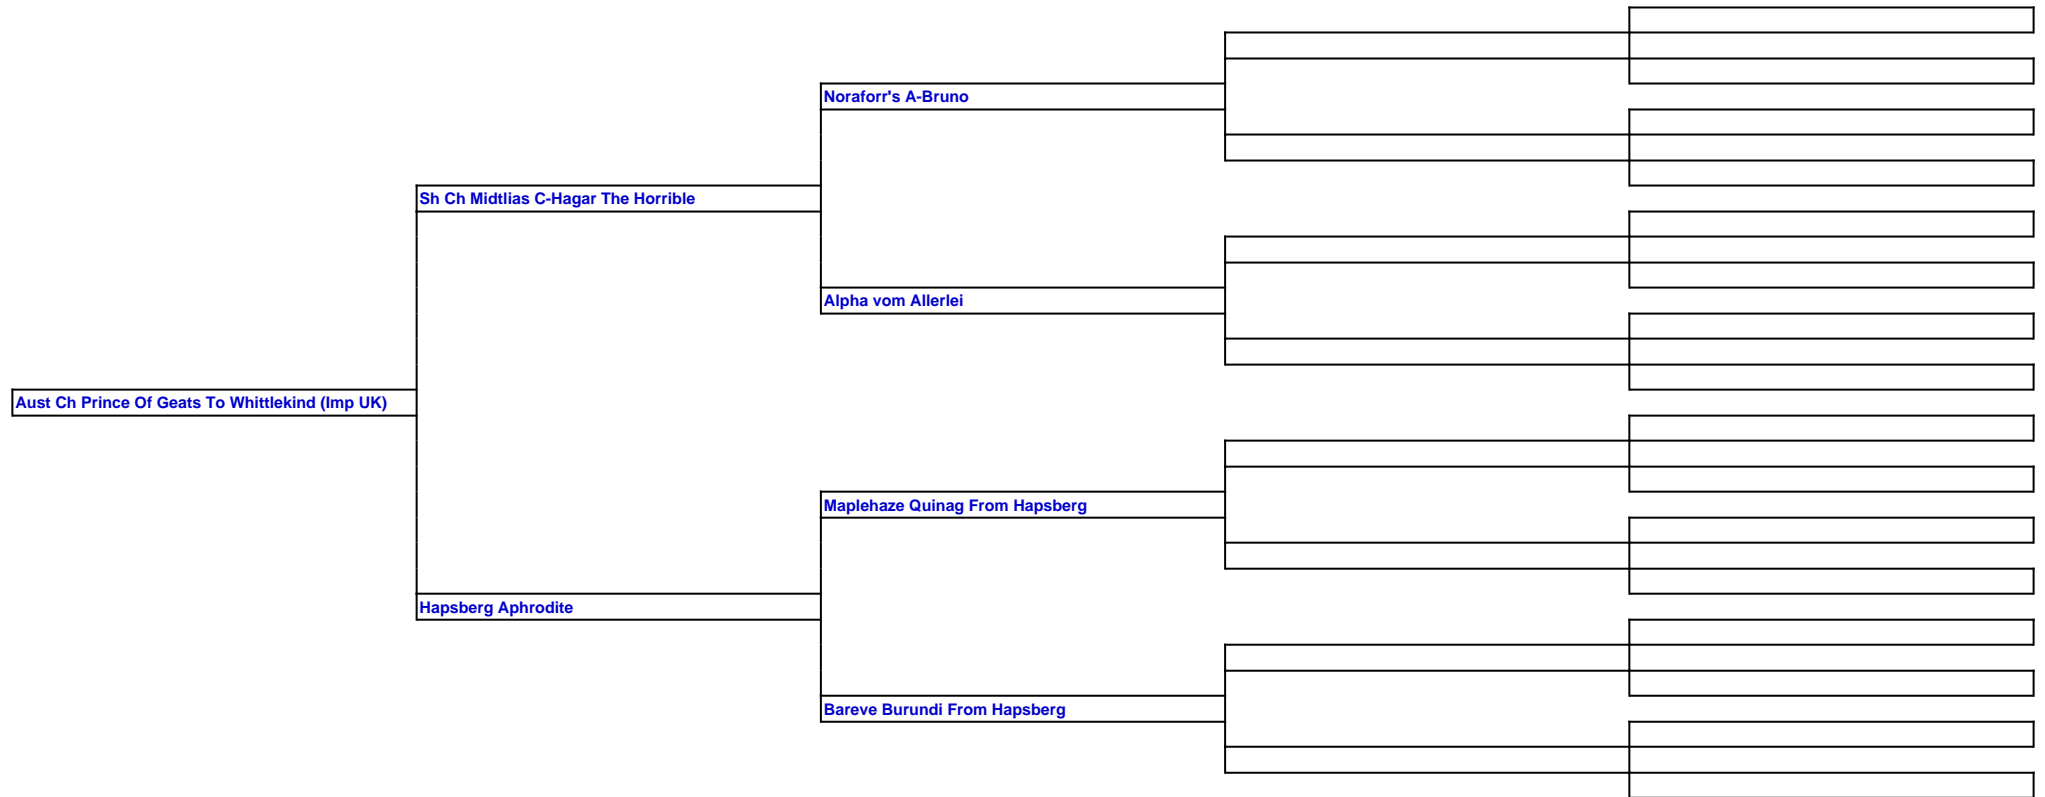 Noraforr's A-Bruno
Sh Ch Midtlias C-Hagar The Horrible
Alpha vom Allerlei
Aust Ch Prince Of Geats To Whittlekind (Imp UK)
Maplehaze Quinag From Hapsberg
Hapsberg Aphrodite
Bareve Burundi From Hapsberg